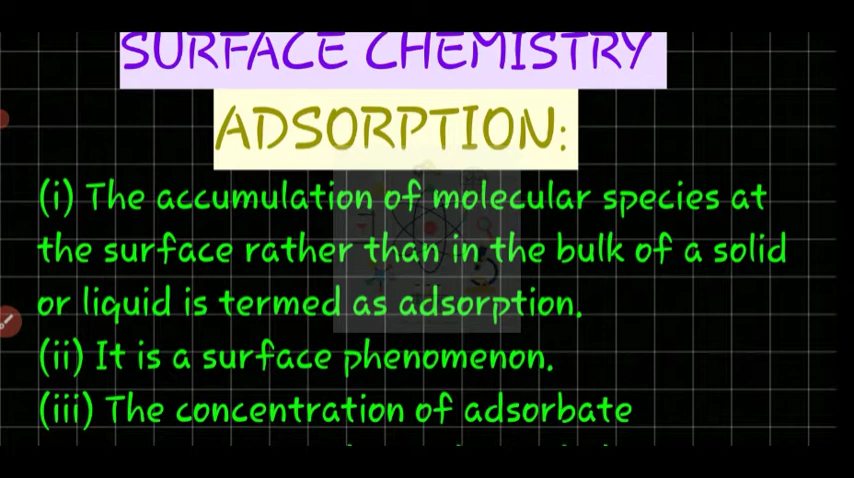 SURFACE CHEMISTRY
ADSORPTION:
(i) The accumulation of molecular species at
the surface rather than in the bulk of a solid
or liquid is termed as adsorption.
(ii) It is a surface phenomenon.
(iii) The concentration of adsorbate